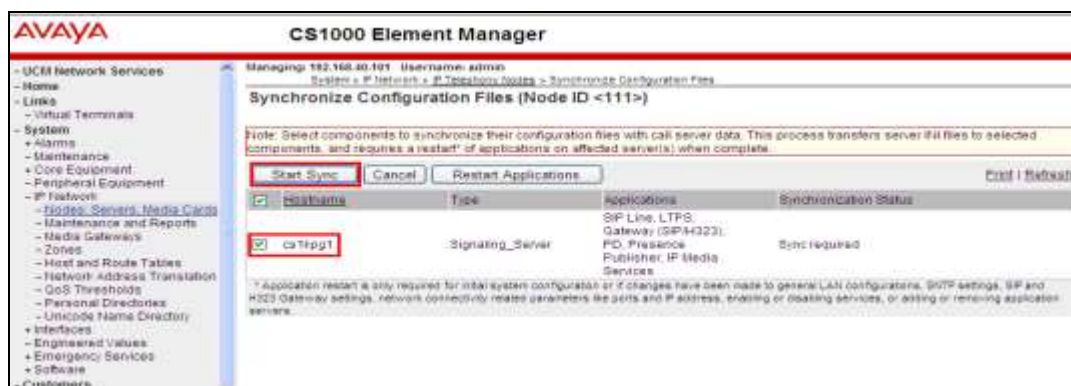 AVAYA
CS1000 Element Manager
- UCM Network Services
- Home
- Links
- Virtual Terminals
- System
+ Alarms
- Maintenance
+ Core Equipment
- Peripheral Equipment
- IP Network
- Nodes: Servers, Media Cards
- Maintenance and Reports
- Media Gateways
- Zones
- Host and Route Tables
- Network Address Translation
- QoS Thresholds
- Personal Directories
- Unicode Name Directory
+ Interfaces
- Engineered Values
+ Emergency Services
+ Software
- Customers
Managing: 192.168.40.101 Username: admin
System » IP Network » IP Telephony Nodes » Synchronize Configuration Files
Synchronize Configuration Files (Node ID <111>)
Note: Select components to synchronize their configuration files with call server data. This process transfers server INI files to selected
components, and requires a restart* of applications on affected server(s) when complete.
Start Sync
Cancel
Restart Applications
Print | Refresh
Hostname Type Applications Synchronization Status
cs1kpg1 Signaling_Server SIP Line, LTPS,
Gateway (SIP/H323),
PD, Presence
Publisher, IP Media
Services
Sync required
* Application restart is only required for initial system configuration or if changes have been made to general LAN configurations, SNTP settings, SIP and
H323 Gateway settings, network connectivity related parameters like ports and IP address, enabling or disabling services, or adding or removing application
servers.